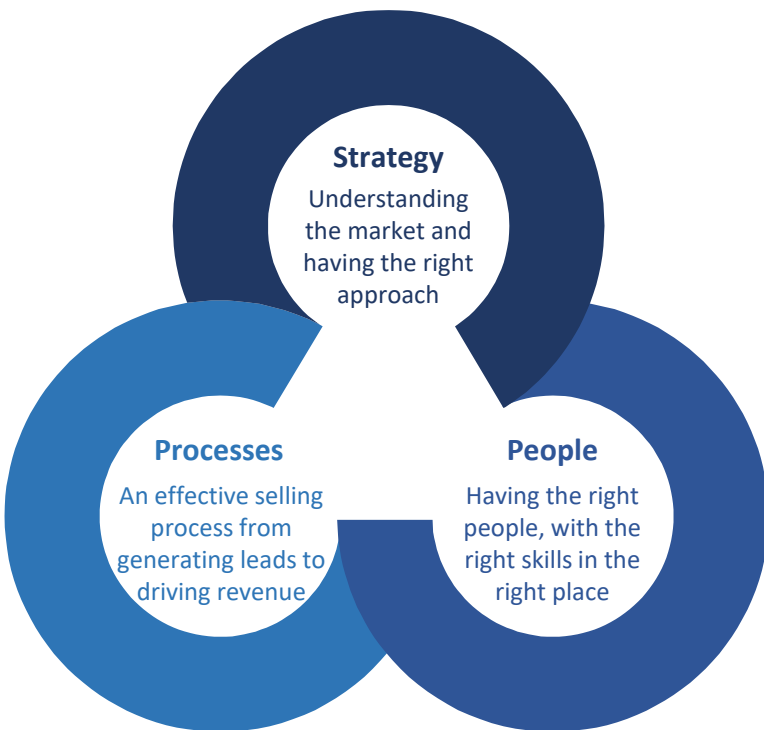 Strategy
Understanding
the market and
having the right
approach
Processes
An effective selling
process from
generating leads to
driving revenue
People
Having the right
people, with the
right skills in the
right place